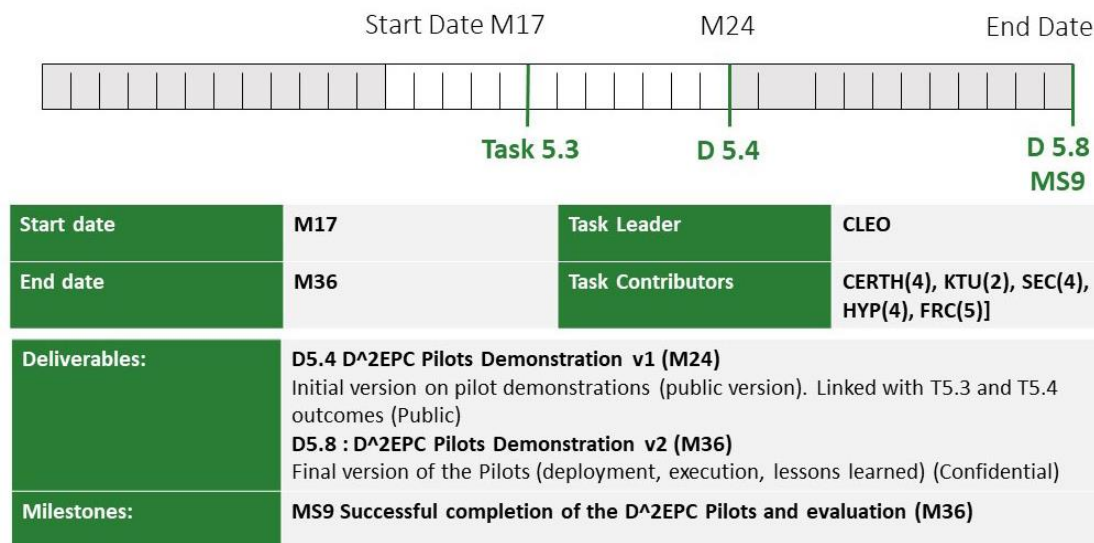 Start Date M17
M24
End Date
Task 5.3
D 5.4
D 5.8
MS9
Start date
M17
Task Leader
CLEO
End date
M36
Task Contributors
CERTH(4), KTU(2), SEC(4),
HYP(4), FRC(5)]
Deliverables:
D5.4 D^2EPC Pilots Demonstration v1 (M24)
Initial version on pilot demonstrations (public version). Linked with T5.3 and T5.4
outcomes (Public)
D5.8 : D^2EPC Pilots Demonstration v2 (M36)
Final version of the Pilots (deployment, execution, lessons learned) (Confidential)
Milestones:
MS9 Successful completion of the D^2EPC Pilots and evaluation (M36)